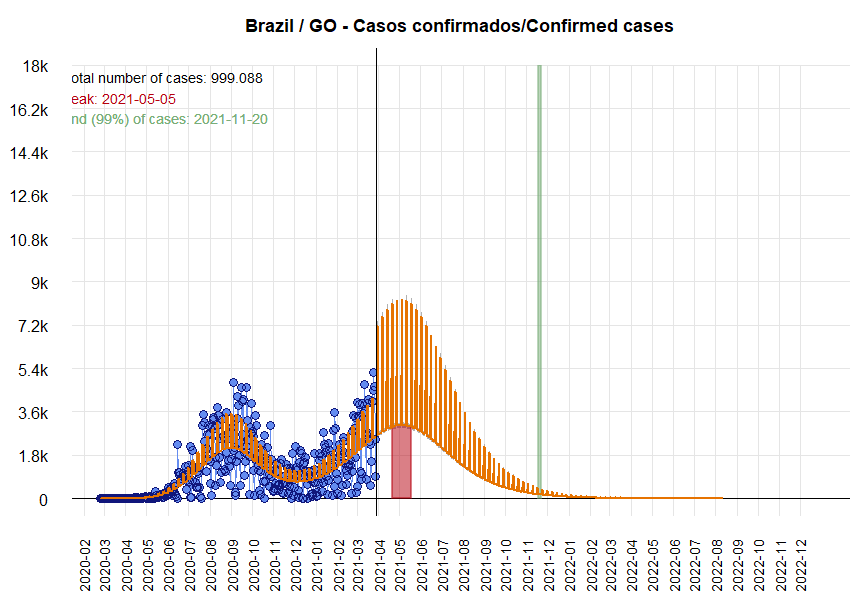 Brazil / GO - Casos confirmados/Confirmed cases
18k
16.2k
14.4k
12.6k
10.8k
9k
7.2k
5.4k
3.6k
1.8k
0
otal number of cases: 999.088
eak: 2021-05-05
nd (99%) of cases: 2021-11-20
2020-02
2020-03
2020-04
2020-05
2020-06
2020-07
2020-08
2020-09
2020-10
2020-11
2020-12
2021-01
2021-02
2021-03
2021-04
2021-05
2021-06
2021-07
2021-08
2021-09
2021-10
2021-11
2021-12
2022-01
2022-02
2022-03
2022-04
2022-05
2022-06
2022-07
2022-08
2022-09
2022-10
2022-11
2022-12